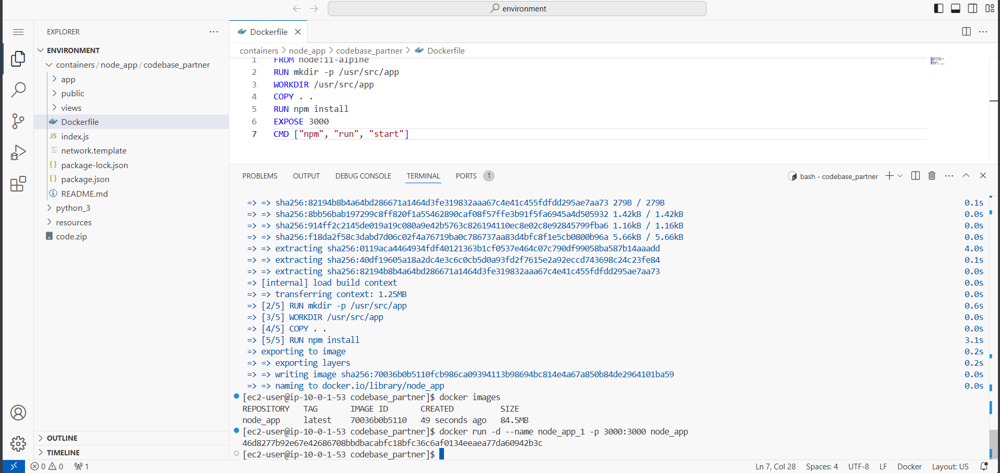 environment
EXPLORER
ENVIRONMENT
containers / node_app / codebase_partner
app
public
views
Dockerfile
JS index.js
network.template
{} package-lock.json
{} package.json
README.md
python_3
resources
code.zip
OUTLINE
TIMELINE
Dockerfile
containers > node_app > codebase_partner > Dockerfile
1 FROM node:11-alpine
2 RUN mkdir -p /usr/src/app
3 WORKDIR /usr/src/app
4 COPY . .
5 RUN npm install
6 EXPOSE 3000
7 CMD ["npm", "run", "start"]
PROBLEMS OUTPUT DEBUG CONSOLE TERMINAL PORTS 1 bash - codebase_partner
=> => sha256:82194b8b4a64bd286671a1464d3fe319832aaa67c4e41c455fdfdd295ae7aa73 279B / 279B 0.1s
=> => sha256:8bb56bab197299c8ff820f1a55462890caf08f57ffe3b91f5fa6945a4d505932 1.42kB / 1.42kB 0.0s
=> => sha256:914ff2c2145de019a19c080a9e42b5763c826194110ec8e02c8e92845799fba6 1.16kB / 1.16kB 0.0s
=> => sha256:f18da2f58c3dabd7d06c02f4a76719ba0c786737aa83d4bfc8f1e5cb0800b96a 5.66kB / 5.66kB 0.0s
=> => extracting sha256:0119aca4464934fdf40121363b1cf0537e464c07c790df99058ba587b14aaadd 4.0s
=> => extracting sha256:40df19605a18a2dc4e3c6c0cb5d0a93fd2f7615e2a92eccd743698c24c23fe84 0.1s
=> => extracting sha256:82194b8b4a64bd286671a1464d3fe319832aaa67c4e41c455fdfdd295ae7aa73 0.0s
=> [internal] load build context 0.0s
=> => transferring context: 1.25MB 0.0s
=> [2/5] RUN mkdir -p /usr/src/app 0.6s
=> [3/5] WORKDIR /usr/src/app 0.0s
=> [4/5] COPY . . 0.0s
=> [5/5] RUN npm install 3.1s
=> exporting to image 0.2s
=> => exporting layers 0.2s
=> => writing image sha256:70036b0b5110fcb986ca09394113b98694bc814e4a67a850b84de2964101ba59 0.0s
=> => naming to docker.io/library/node_app 0.0s
[ec2-user@ip-10-0-1-53 codebase_partner]$ docker images
REPOSITORY TAG IMAGE ID CREATED SIZE
node_app latest 70036b0b5110 49 seconds ago 84.5MB
[ec2-user@ip-10-0-1-53 codebase_partner]$ docker run -d --name node_app_1 -p 3000:3000 node_app
46d8277b92e67e42686708bbdbacabfc18bfc36c6af0134eeaea77da60942b3c
[ec2-user@ip-10-0-1-53 codebase_partner]$
0 0 1 Ln 7, Col 28 Spaces: 4 UTF-8 LF Docker Layout: US